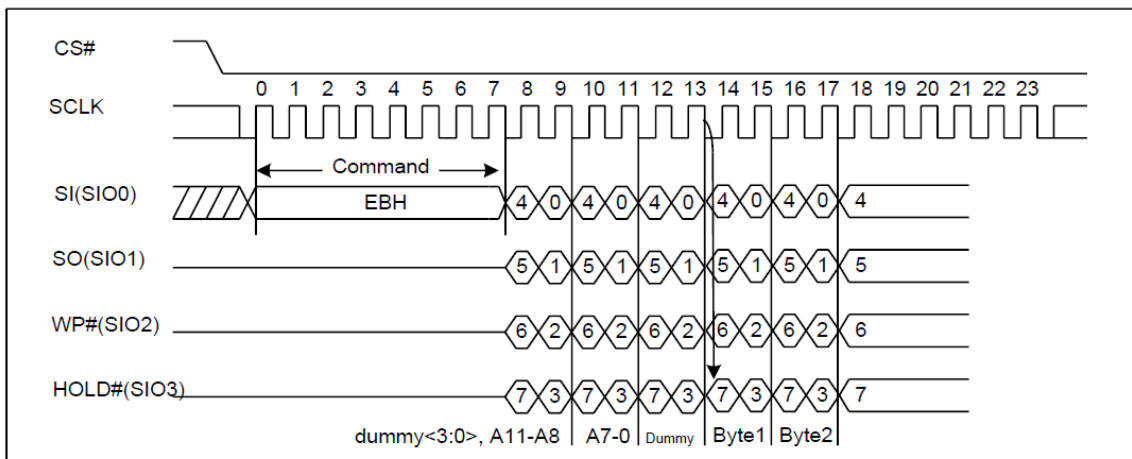 CS#
0 1 2 3 4 5 6 7 8 9 10 11 12 13 14 15 16 17 18 19 20 21 22 23
SCLK
Command
SI(SIO0)
EBH
4 0 4 0 4 0 4 0 4 0 4
SO(SIO1)
5 1 5 1 5 1 5 1 5 1 5
WP#(SIO2)
6 2 6 2 6 2 6 2 6 2 6
HOLD#(SIO3)
7 3 7 3 7 3 7 3 7 3 7
dummy<3:0>, A11-A8 A7-0 Dummy Byte1 Byte2